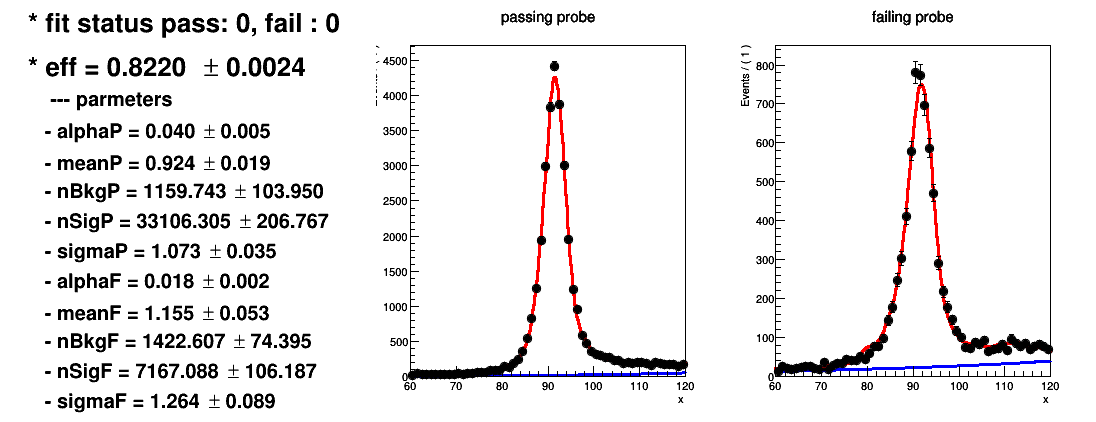 * fit status pass: 0, fail : 0
* eff = 0.8220 ± 0.0024
--- parmeters
- alphaP = 0.040 ± 0.005
- meanP = 0.924 ± 0.019
- nBkgP = 1159.743 ± 103.950
- nSigP = 33106.305 ± 206.767
- sigmaP = 1.073 ± 0.035
- alphaF = 0.018 ± 0.002
- meanF = 1.155 ± 0.053
- nBkgF = 1422.607 ± 74.395
- nSigF = 7167.088 ± 106.187
- sigmaF = 1.264 ± 0.089
passing probe
4500
4000
3500
3000
2500
2000
1500
1000
500
0
60 70 80 90 100 110 120
x
failing probe
Events / ( 1 )
800
700
600
500
400
300
200
100
0
60 70 80 90 100 110 120
x